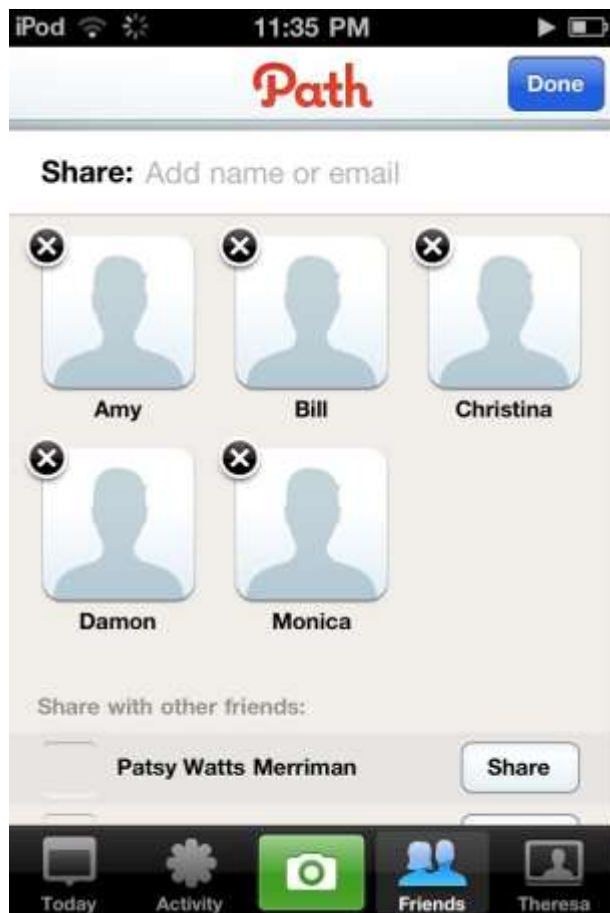 iPod 11:35 PM
Path Done
Share: Add name or email
Amy Bill Christina
Damon Monica
Share with other friends:
Patsy Watts Merriman Share
Today Activity Friends Theresa